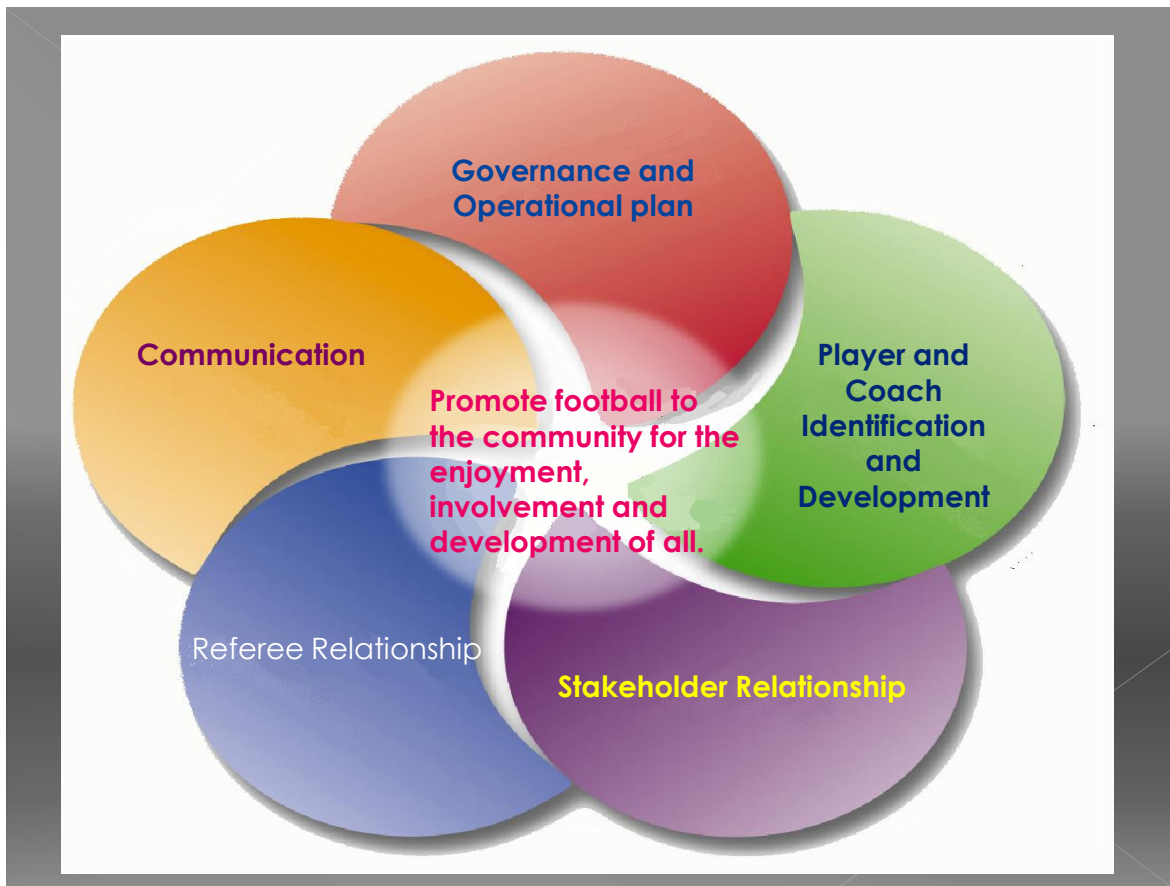 Governance and
Operational plan
Communication
Player and
Coach
Identification
and
Development
Promote football to
the community for the
enjoyment,
involvement and
development of all.
Referee Relationship
Stakeholder Relationship